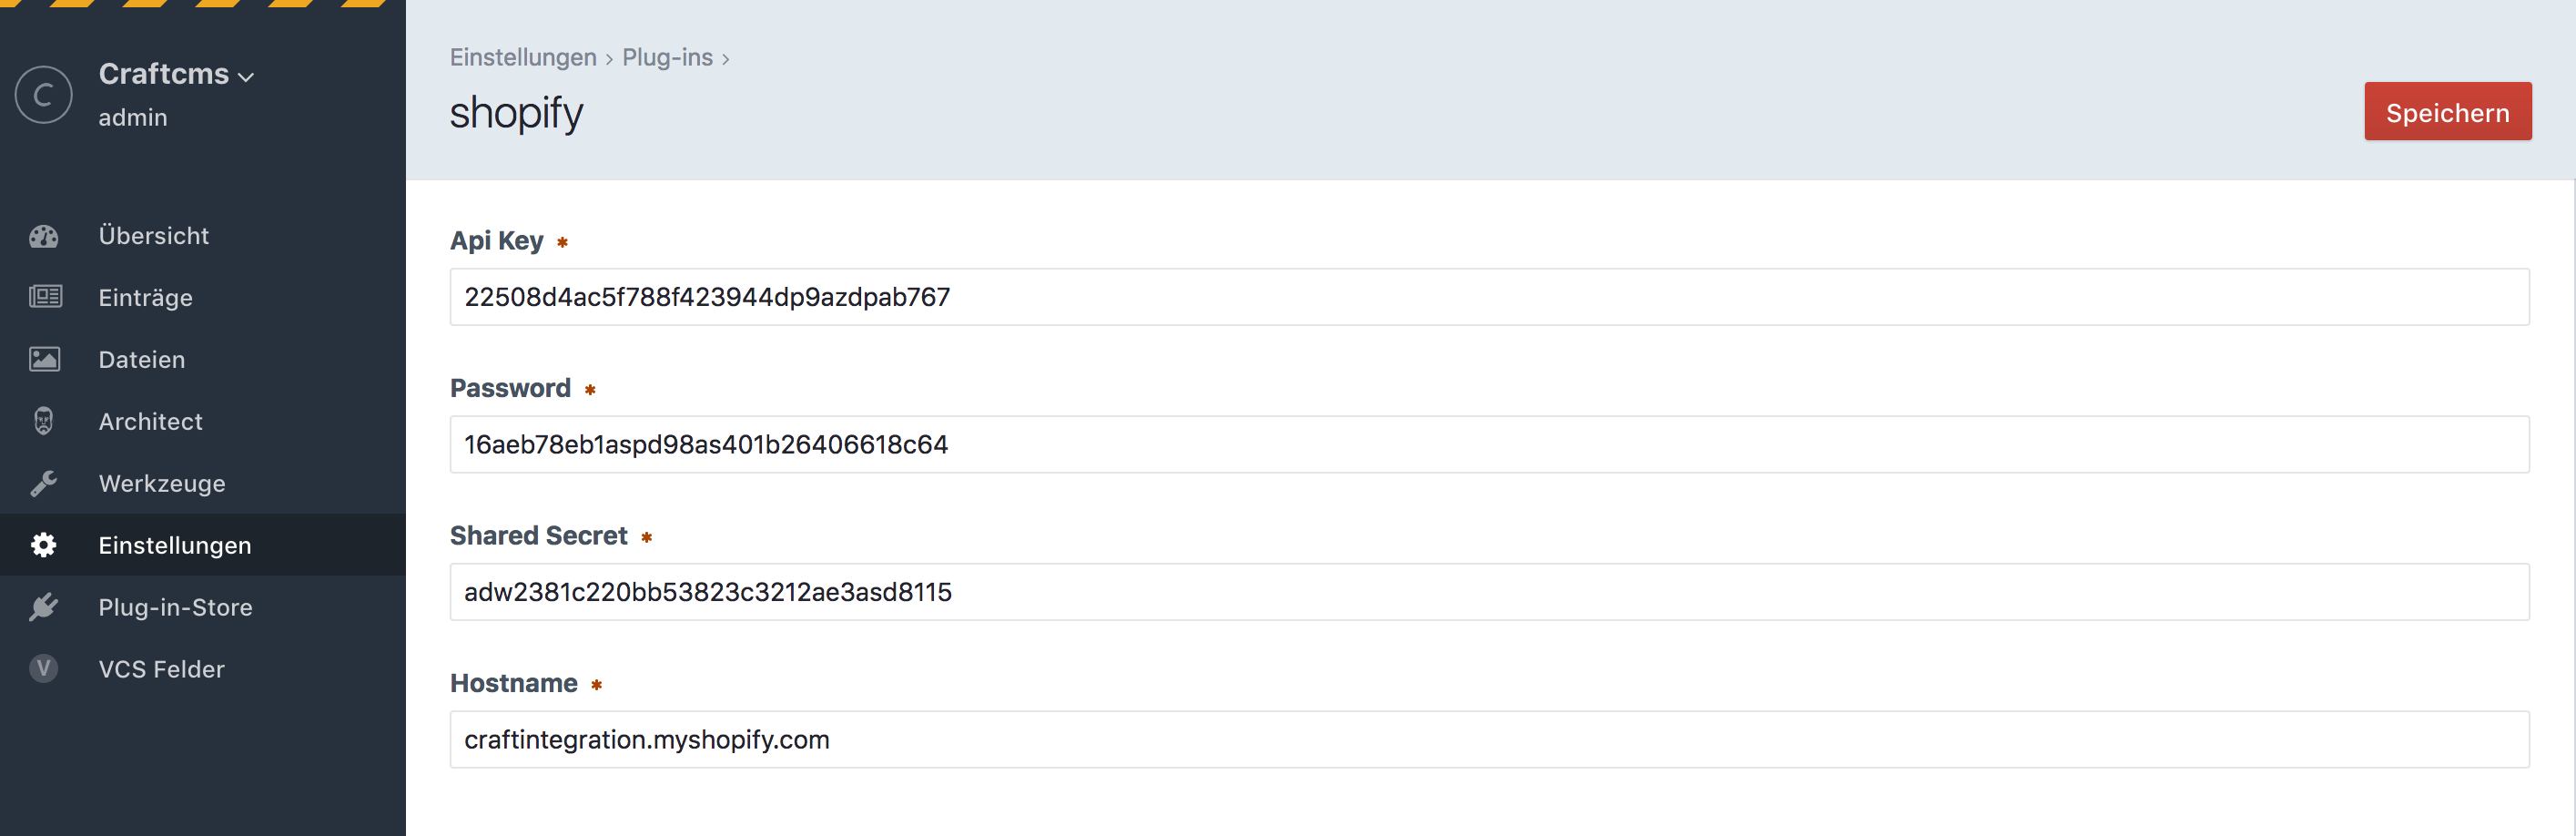 C
Craftcms
admin
Übersicht
Einträge
Dateien
Architect
Werkzeuge
Einstellungen
Plug-in-Store
V
VCS Felder
Einstellungen › Plug-ins ›
shopify
Speichern
Api Key *
22508d4ac5f788f423944dp9azdpab767
Password *
16aeb78eb1aspd98as401b26406618c64
Shared Secret *
adw2381c220bb53823c3212ae3asd8115
Hostname *
craftintegration.myshopify.com